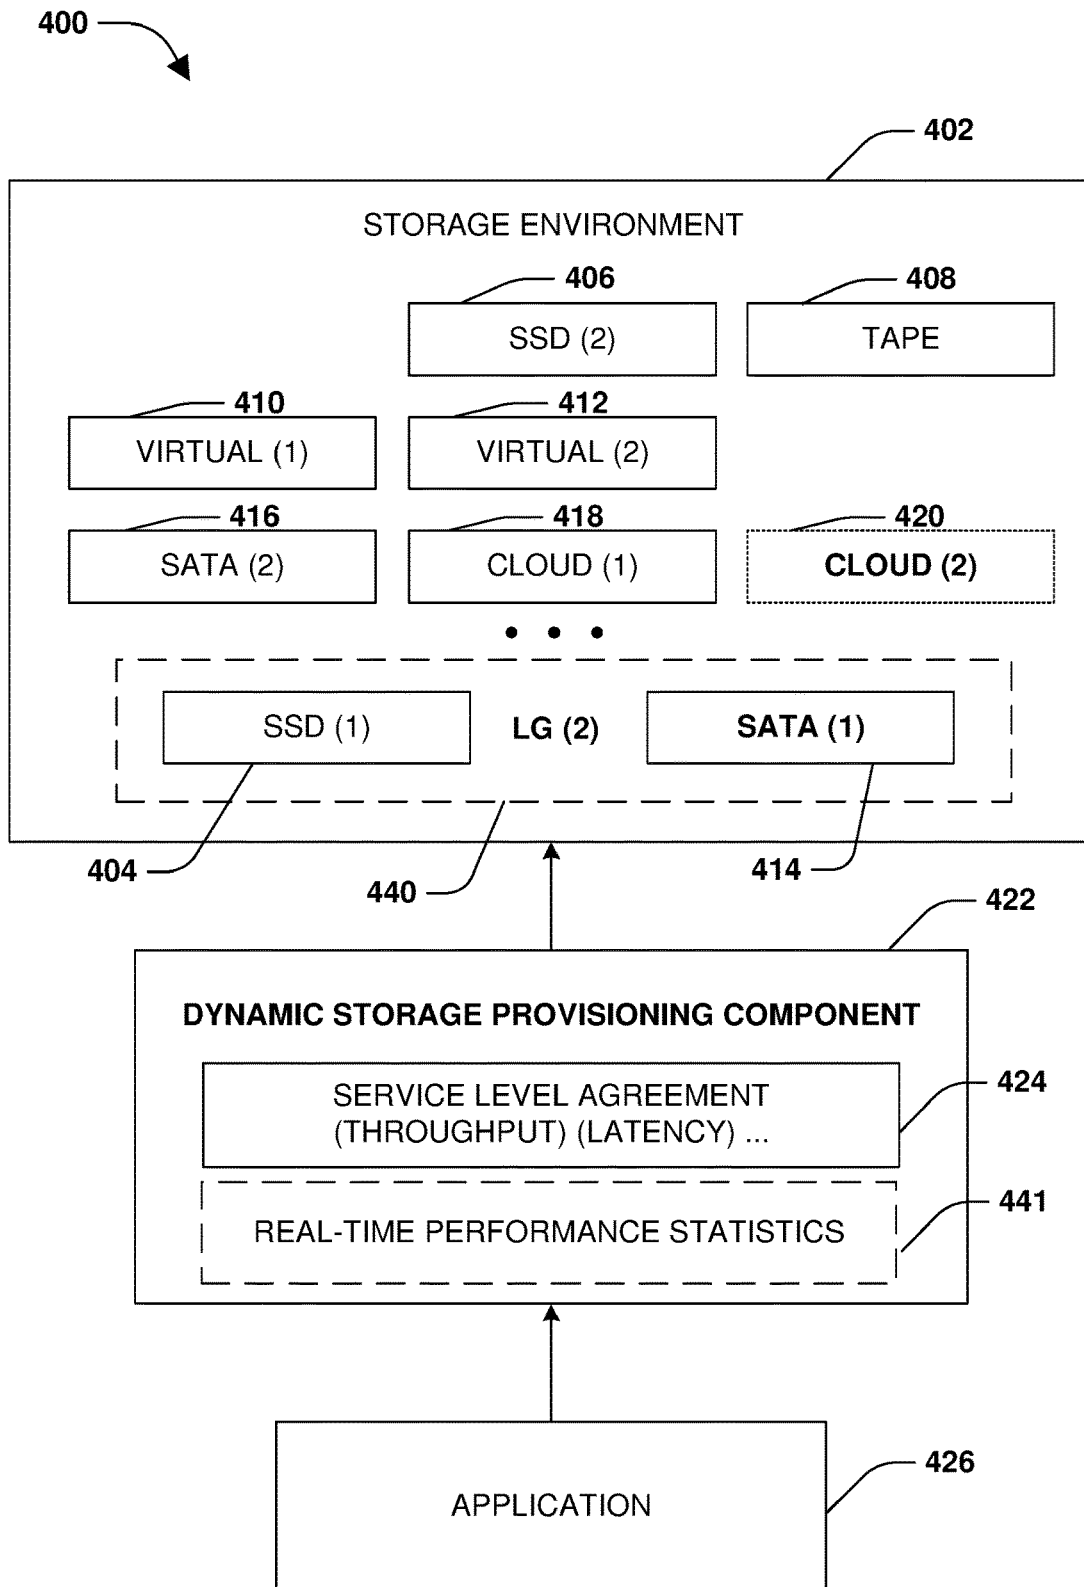 400
402
STORAGE ENVIRONMENT
406
408
SSD (2)
TAPE
410
412
VIRTUAL (1)
VIRTUAL (2)
416
418
420
SATA (2)
CLOUD (1)
CLOUD (2)
SSD (1)
LG (2)
SATA (1)
404
440
414
422
DYNAMIC STORAGE PROVISIONING COMPONENT
SERVICE LEVEL AGREEMENT
(THROUGHPUT) (LATENCY) ...
424
REAL-TIME PERFORMANCE STATISTICS
441
426
APPLICATION